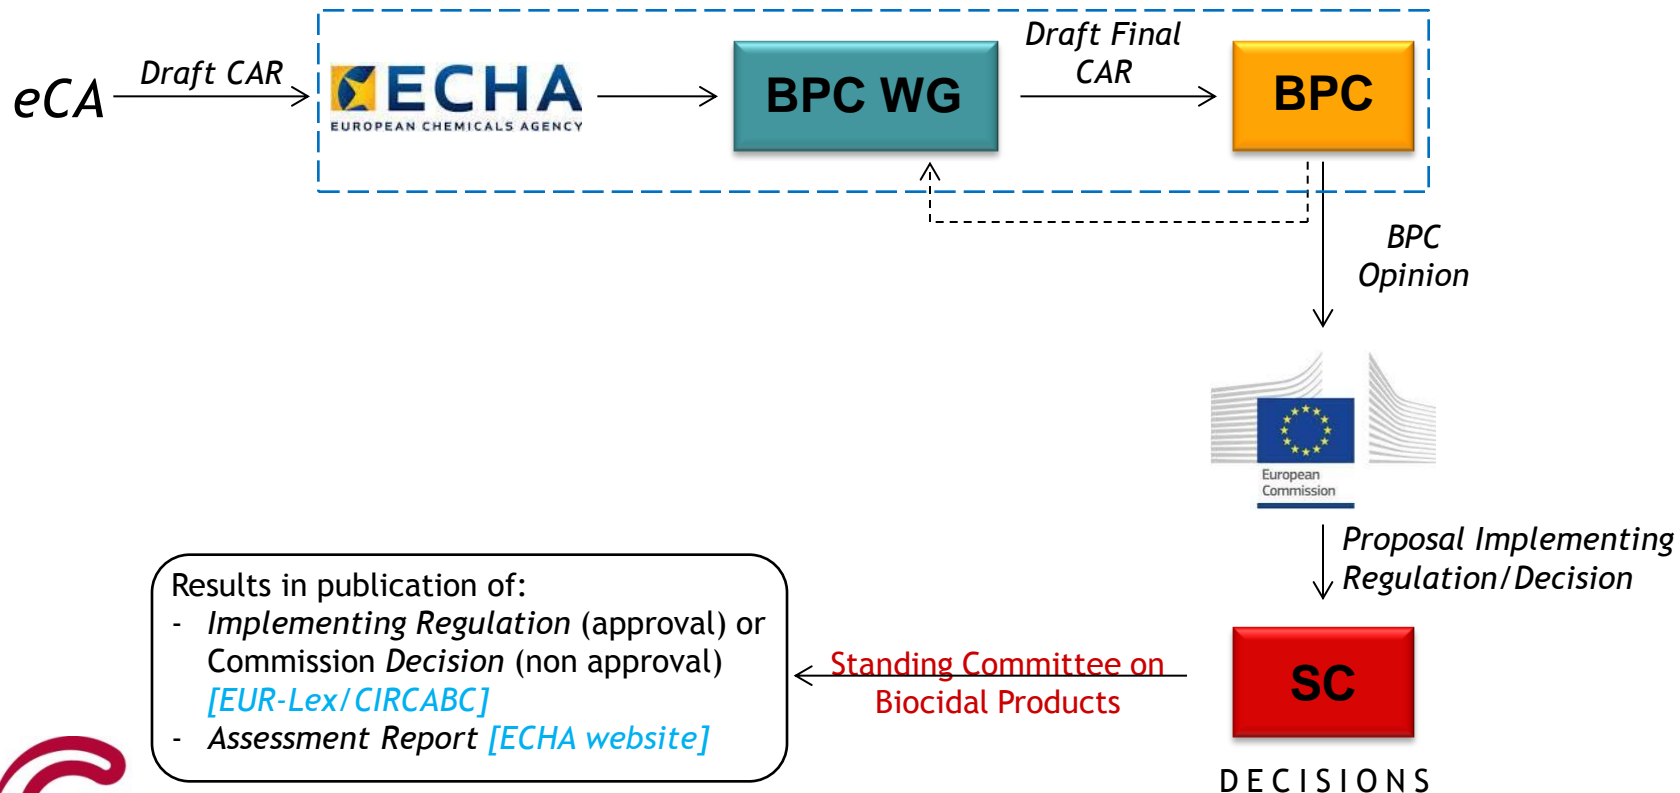 eCA
Draft CAR
ECHA
EUROPEAN CHEMICALS AGENCY
BPC WG
Draft Final
CAR
BPC
BPC
Opinion
European
Commission
Proposal Implementing
Regulation/Decision
SC
DECISIONS
Standing Committee on
Biocidal Products
Results in publication of:
- Implementing Regulation (approval) or
Commission Decision (non approval)
[EUR-Lex/CIRCABC]
- Assessment Report [ECHA website]